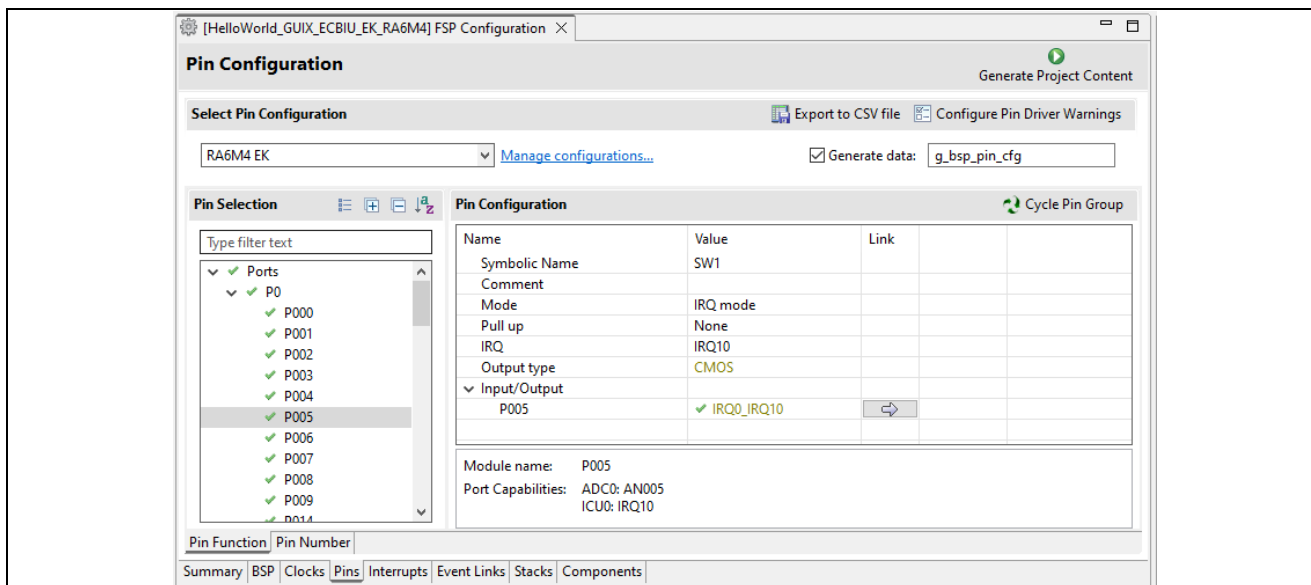 [HelloWorld_GUIX_ECBIU_EK_RA6M4] FSP Configuration
Pin Configuration
Generate Project Content
Select Pin Configuration
Export to CSV file
Configure Pin Driver Warnings
RA6M4 EK
Manage configurations...
Generate data:
g_bsp_pin_cfg
Pin Selection
Type filter text
Ports
P0
P000
P001
P002
P003
P004
P005
P006
P007
P008
P009
P014
Pin Configuration
Cycle Pin Group
Name Value Link
Symbolic Name SW1
Comment
Mode IRQ mode
Pull up None
IRQ IRQ10
Output type CMOS
Input/Output
P005 IRQ0_IRQ10
Module name: P005
Port Capabilities: ADC0: AN005
ICU0: IRQ10
Pin Function Pin Number
Summary BSP Clocks Pins Interrupts Event Links Stacks Components